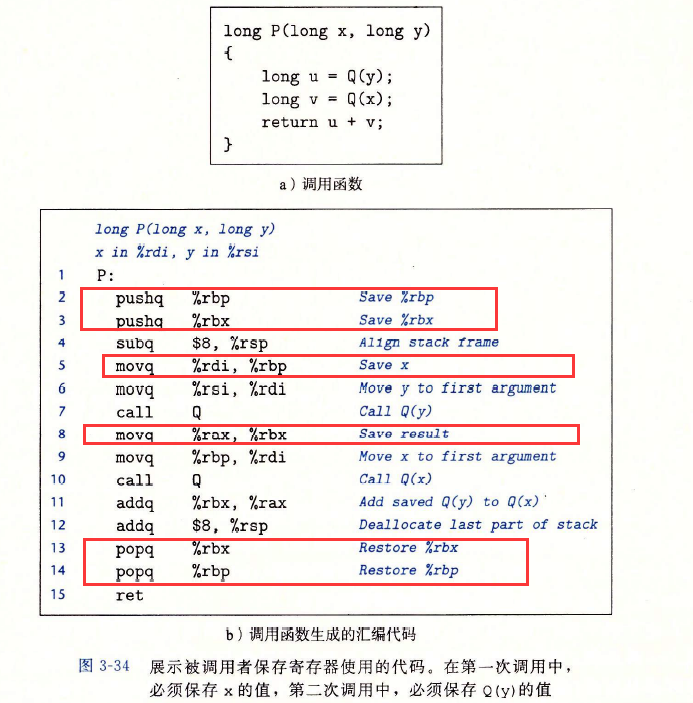 long P(long x, long y)
{
long u = Q(y);
long v = Q(x);
return u + v;
}
a）调用函数
long P(long x, long y)
x in %rdi, y in %rsi
1 P:
2 pushq %rbp Save %rbp
3 pushq %rbx Save %rbx
4 subq $8, %rsp Align stack frame
5 movq %rdi, %rbp Save x
6 movq %rsi, %rdi Move y to first argument
7 call Q Call Q(y)
8 movq %rax, %rbx Save result
9 movq %rbp, %rdi Move x to first argument
10 call Q Call Q(x)
11 addq %rbx, %rax Add saved Q(y) to Q(x)
12 addq $8, %rsp Deallocate last part of stack
13 popq %rbx Restore %rbx
14 popq %rbp Restore %rbp
15 ret
b）调用函数生成的汇编代码
图 3-34 展示被调用者保存寄存器使用的代码。在第一次调用中，
必须保存 x 的值，第二次调用中，必须保存 Q(y)的值